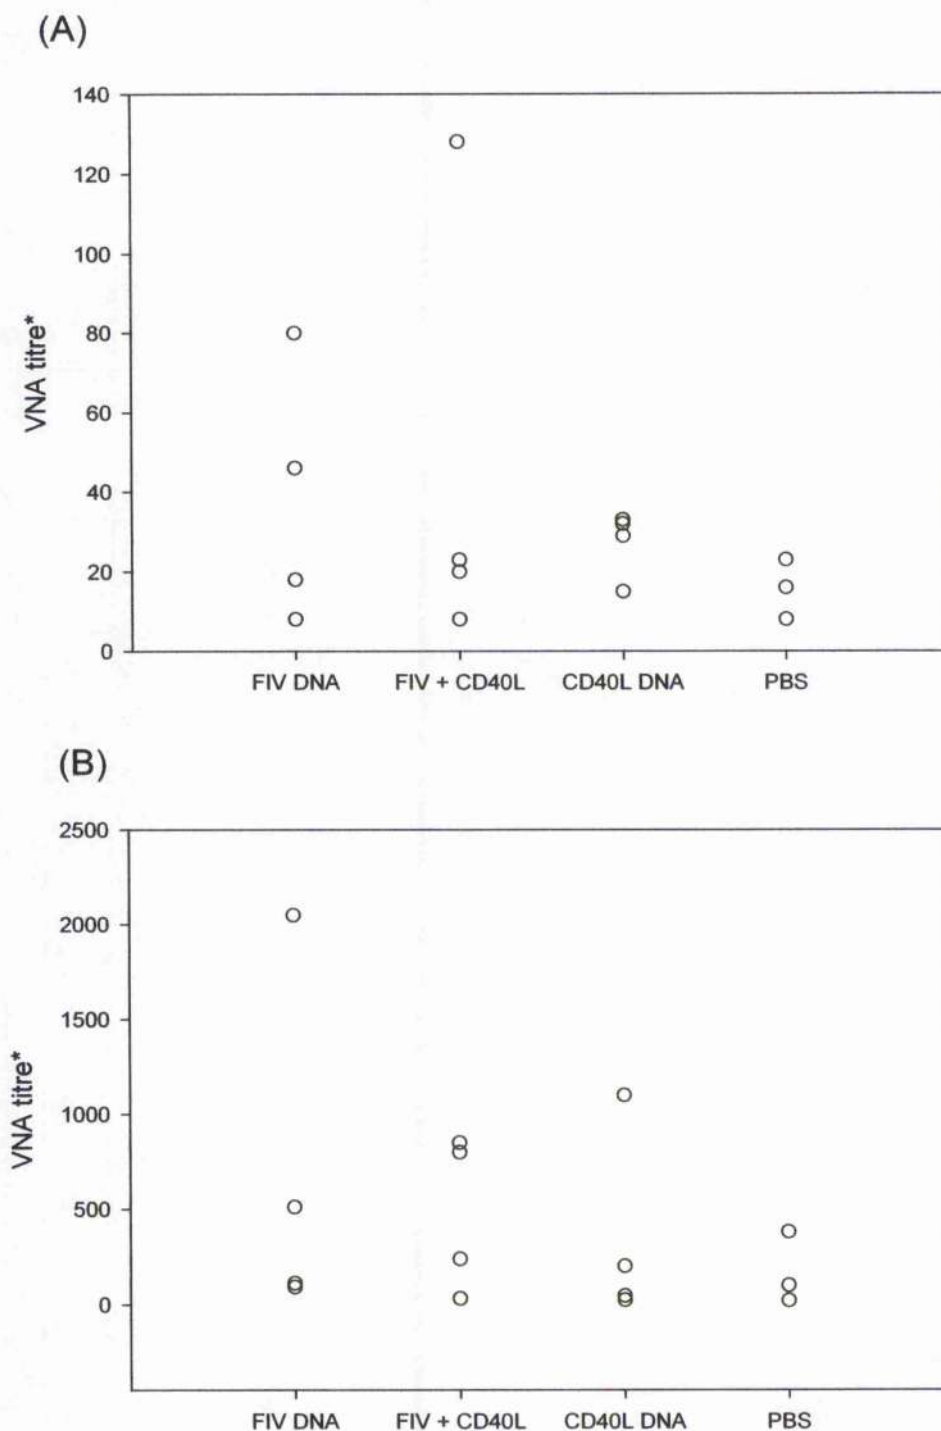 (A)
140
120
100
80
60
40
20
0
VNA titre*
FIV DNA FIV + CD40L CD40L DNA PBS
(B)
2500
2000
1500
1000
500
0
VNA titre*
FIV DNA FIV + CD40L CD40L DNA PBS